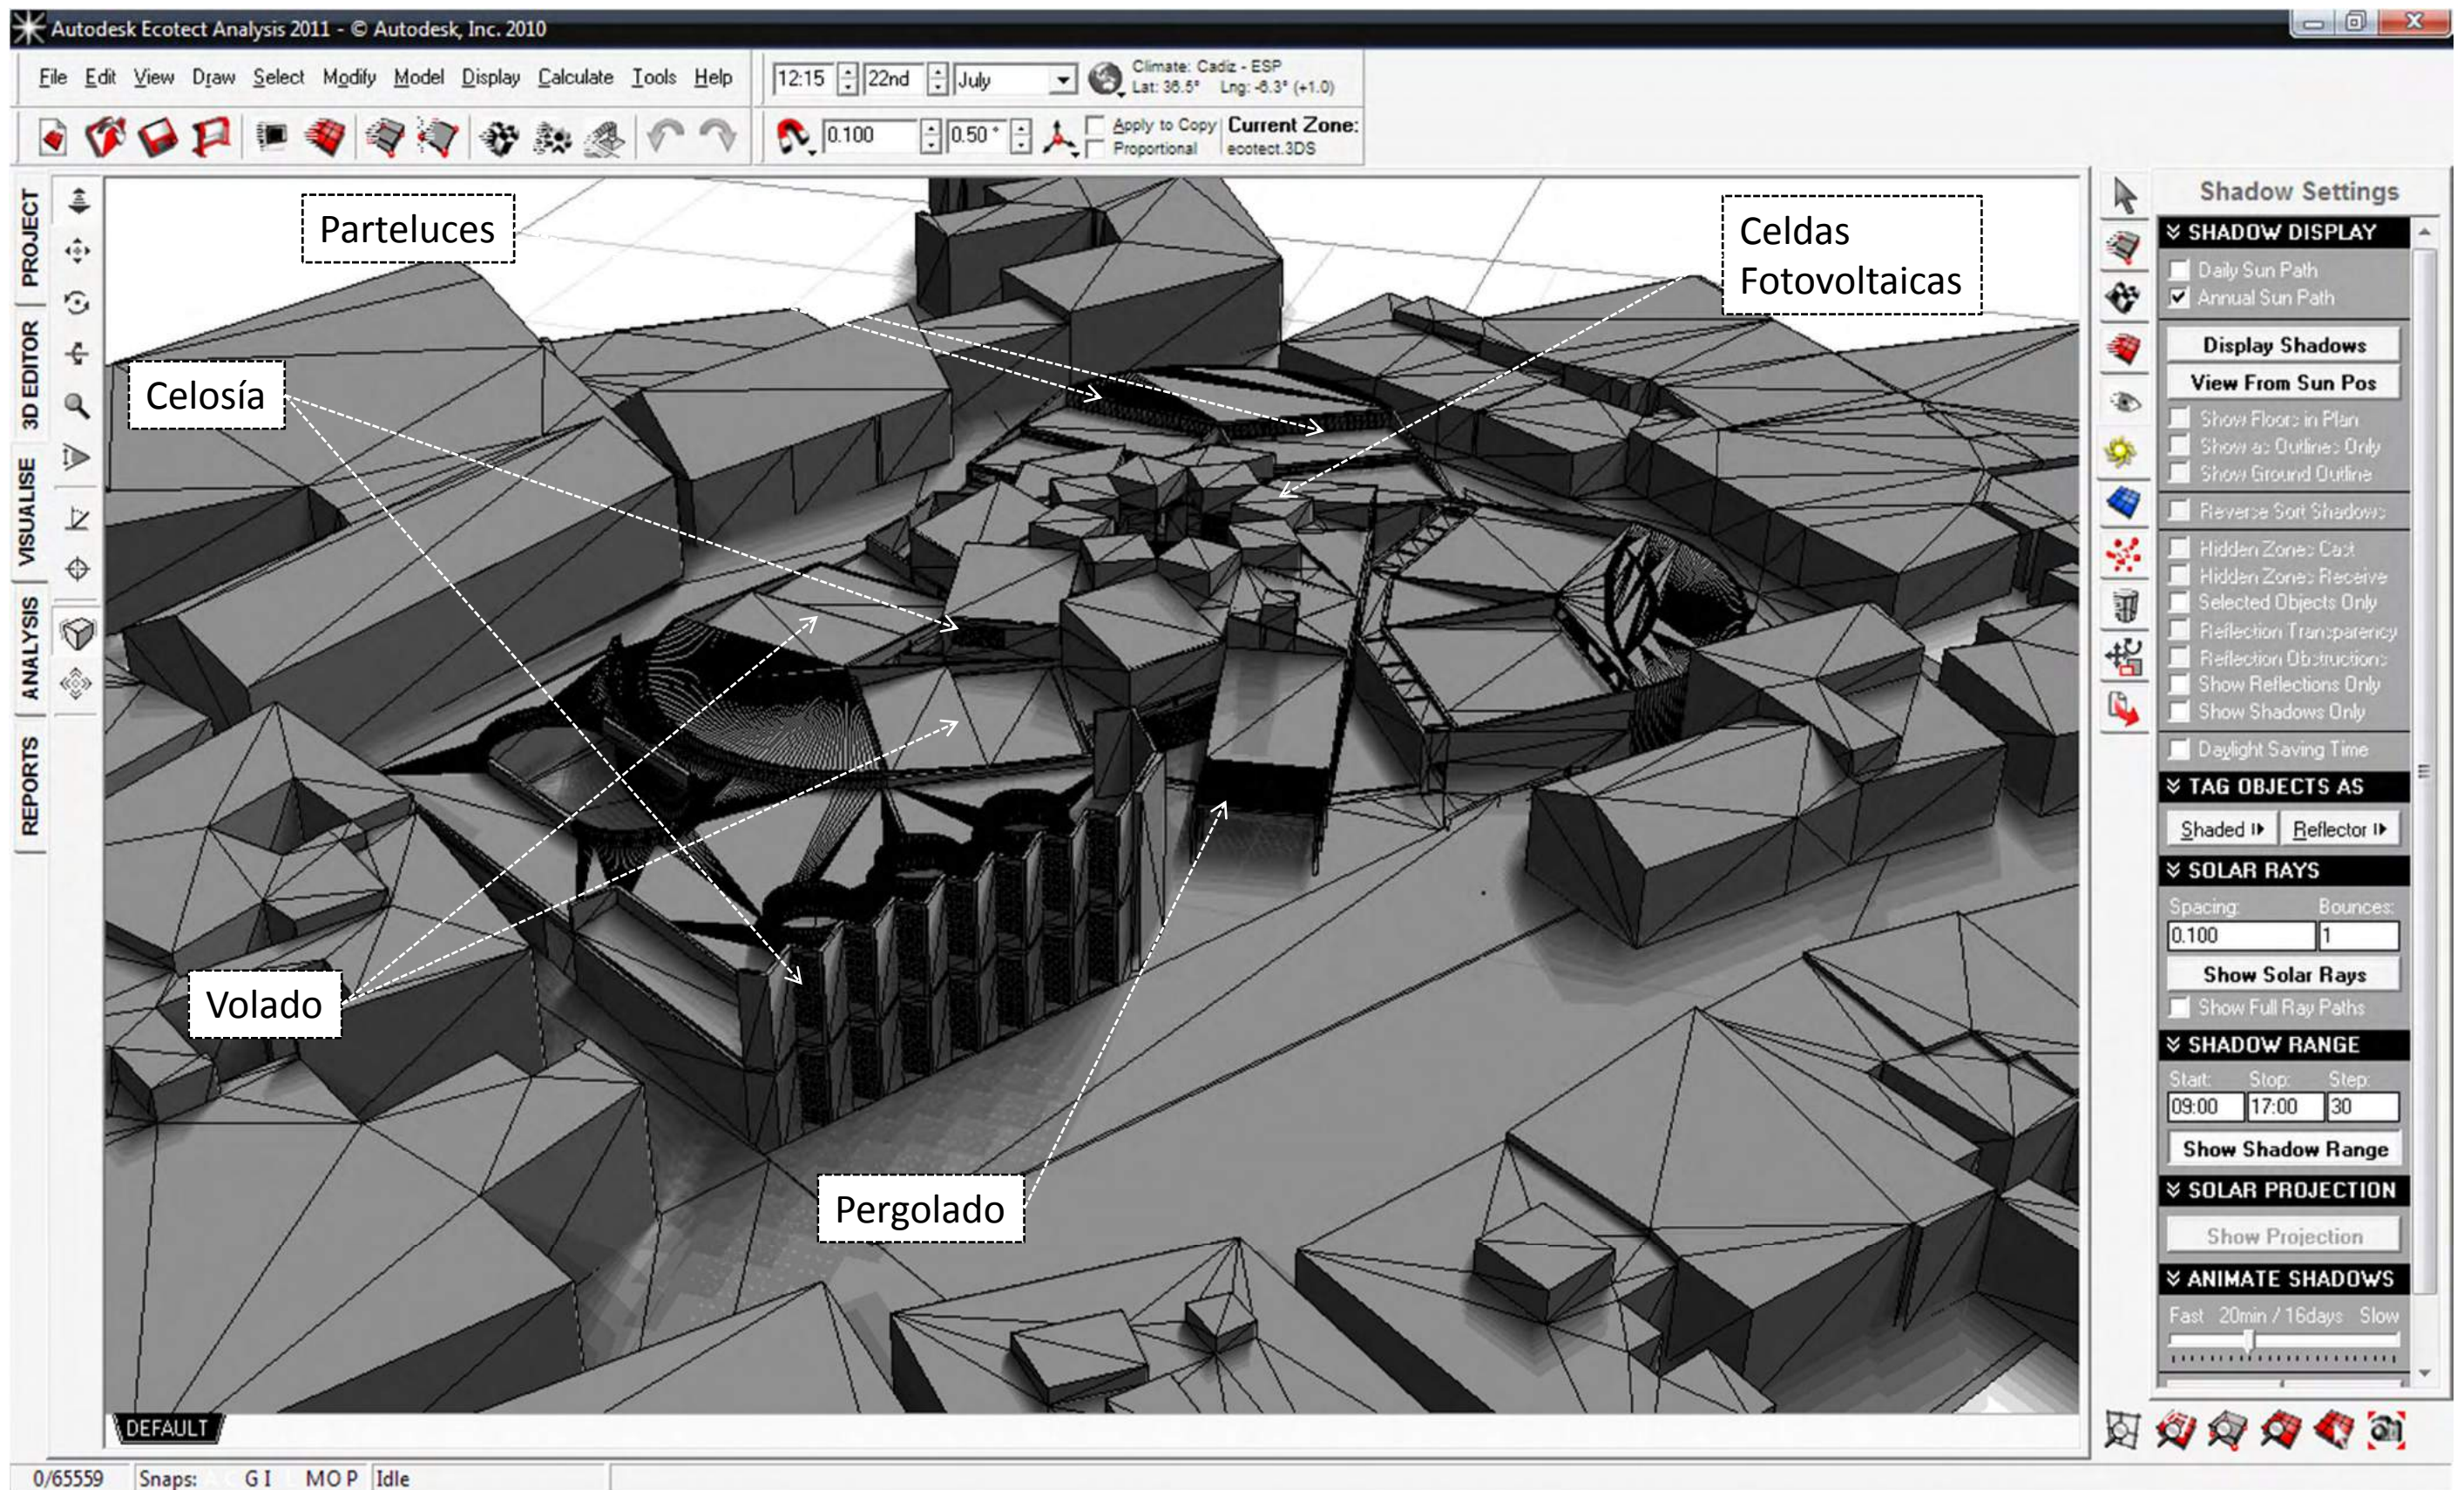 Autodesk Ecotect Analysis 2011 - © Autodesk, Inc. 2010
File Edit View Draw Select Modify Model Display Calculate Tools Help
12:15 22nd July
Climate: Cadiz - ESP
Lat: 36.5° Lng: -6.3° (+1.0)
0.100 0.50 °
Apply to Copy
Proportional
Current Zone:
ecotect.3DS
PROJECT
3D EDITOR
VISUALISE
ANALYSIS
REPORTS
Parteluces
Celdas
Fotovoltaicas
Celosía
Volado
Pergolado
DEFAULT
Shadow Settings
SHADOW DISPLAY
Daily Sun Path
Annual Sun Path
Display Shadows
View From Sun Pos
Show Floors in Plan
Show as Outlines Only
Show Ground Outline
Reverse Sort Shadows
Hidden Zones Cast
Hidden Zones Receive
Selected Objects Only
Reflection Transparency
Reflection Obstructions
Show Reflections Only
Show Shadows Only
Daylight Saving Time
TAG OBJECTS AS
Shaded Reflector
SOLAR RAYS
Spacing: Bounces:
0.100 1
Show Solar Rays
Show Full Ray Paths
SHADOW RANGE
Start: Stop: Step:
09:00 17:00 30
Show Shadow Range
SOLAR PROJECTION
Show Projection
ANIMATE SHADOWS
Fast 20min / 16days Slow
0/65559 Snaps: G I M O P Idle